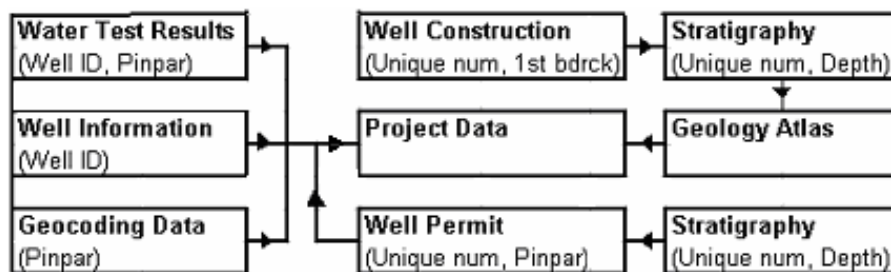 Water Test Results
(Well ID, Pinpar)
Well Construction
(Unique num, 1st bdrck)
Stratigraphy
(Unique num, Depth)
Well Information
(Well ID)
Project Data
Geology Atlas
Geocoding Data
(Pinpar)
Well Permit
(Unique num, Pinpar)
Stratigraphy
(Unique num, Depth)